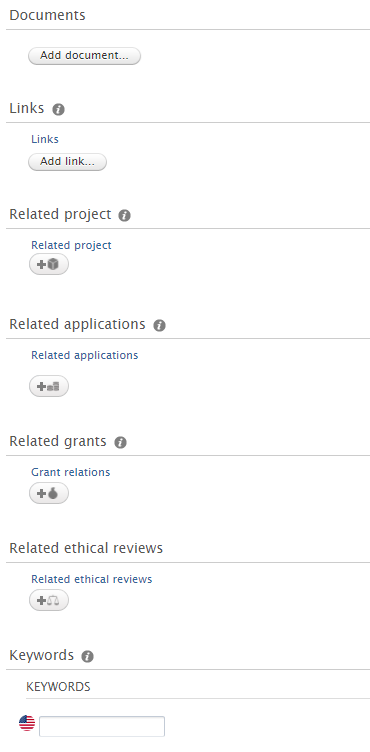 Documents
Add document...
Links
Links
Add link...
Related project
Related project
Related applications
Related applications
Related grants
Grant relations
Related ethical reviews
Related ethical reviews
Keywords
KEYWORDS